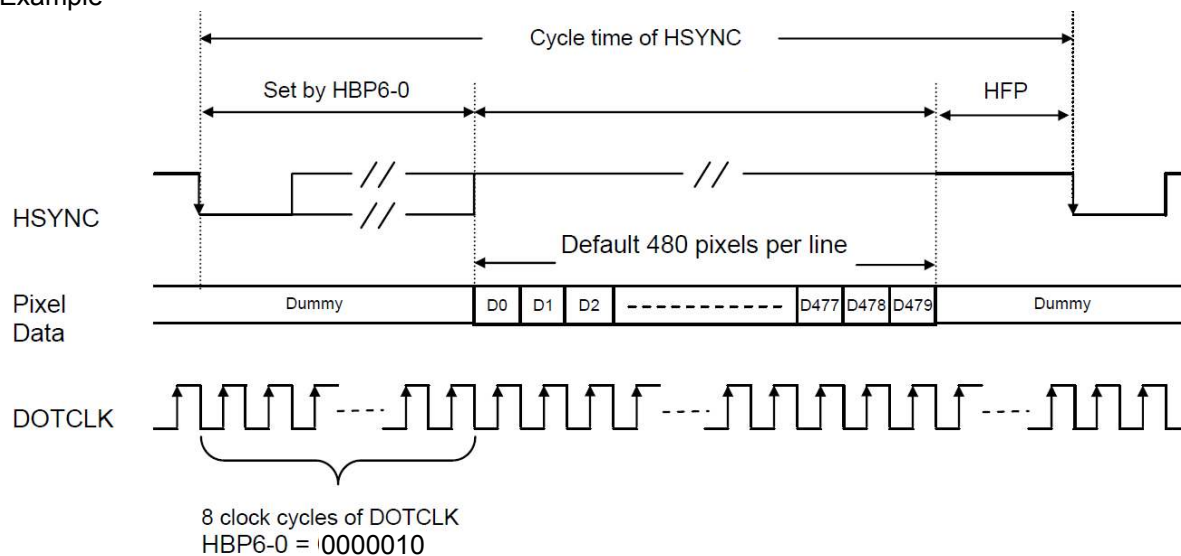 Example
Cycle time of HSYNC
Set by HBP6-0
HFP
HSYNC
Default 480 pixels per line
Pixel
Data
Dummy
D0
D1
D2
D477
D478
D479
Dummy
DOTCLK
8 clock cycles of DOTCLK
HBP6-0 = 0000010